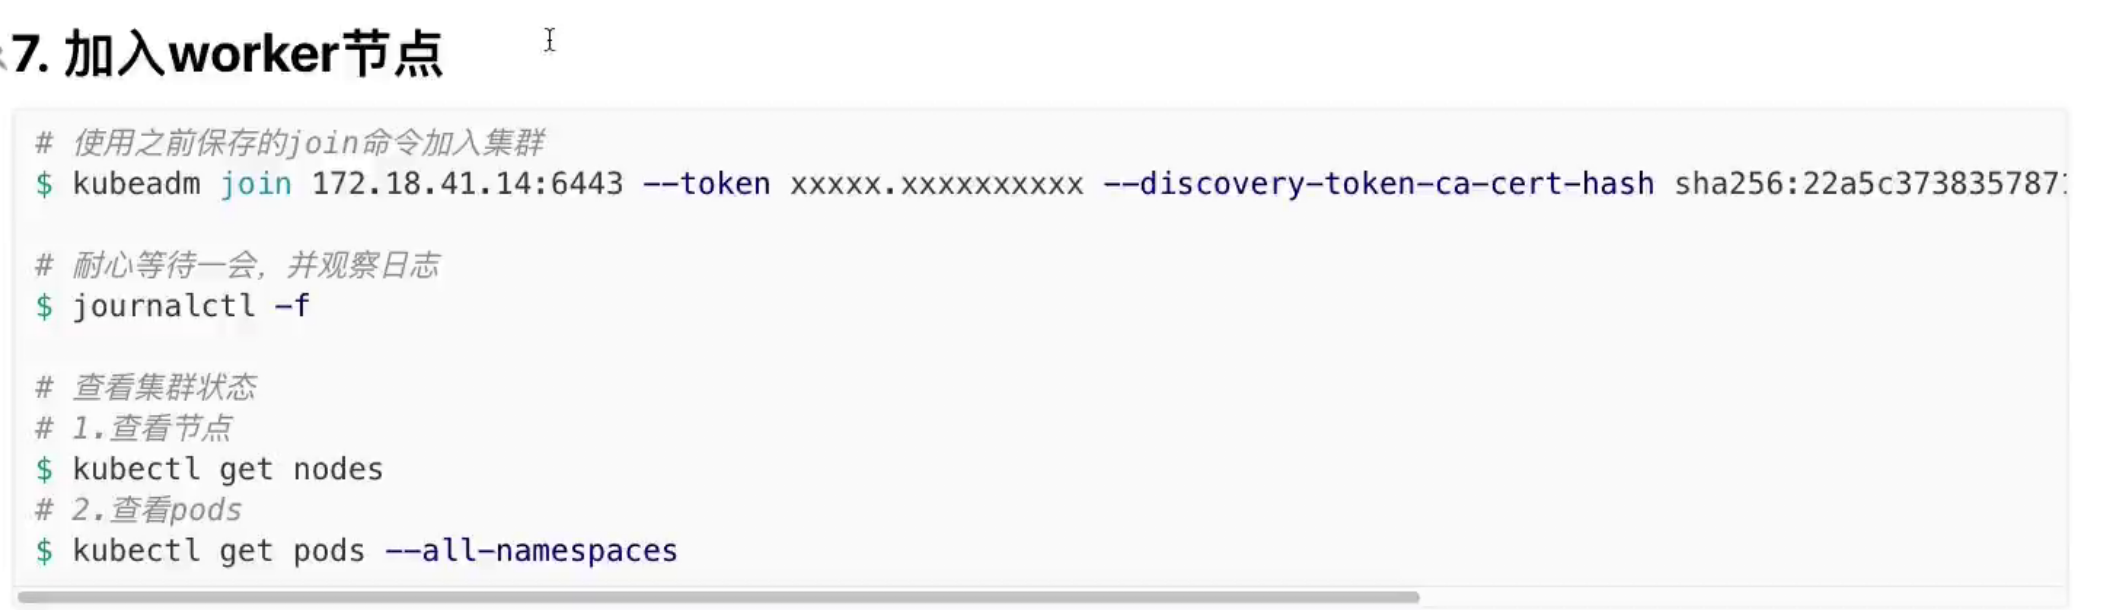 7. 加入worker节点
# 使用之前保存的join命令加入集群
$ kubeadm join 172.18.41.14:6443 --token xxxxx.xxxxxxxxxx --discovery-token-ca-cert-hash sha256:22a5c373835787
# 耐心等待一会，并观察日志
$ journalctl -f
# 查看集群状态
# 1.查看节点
$ kubectl get nodes
# 2.查看pods
$ kubectl get pods --all-namespaces